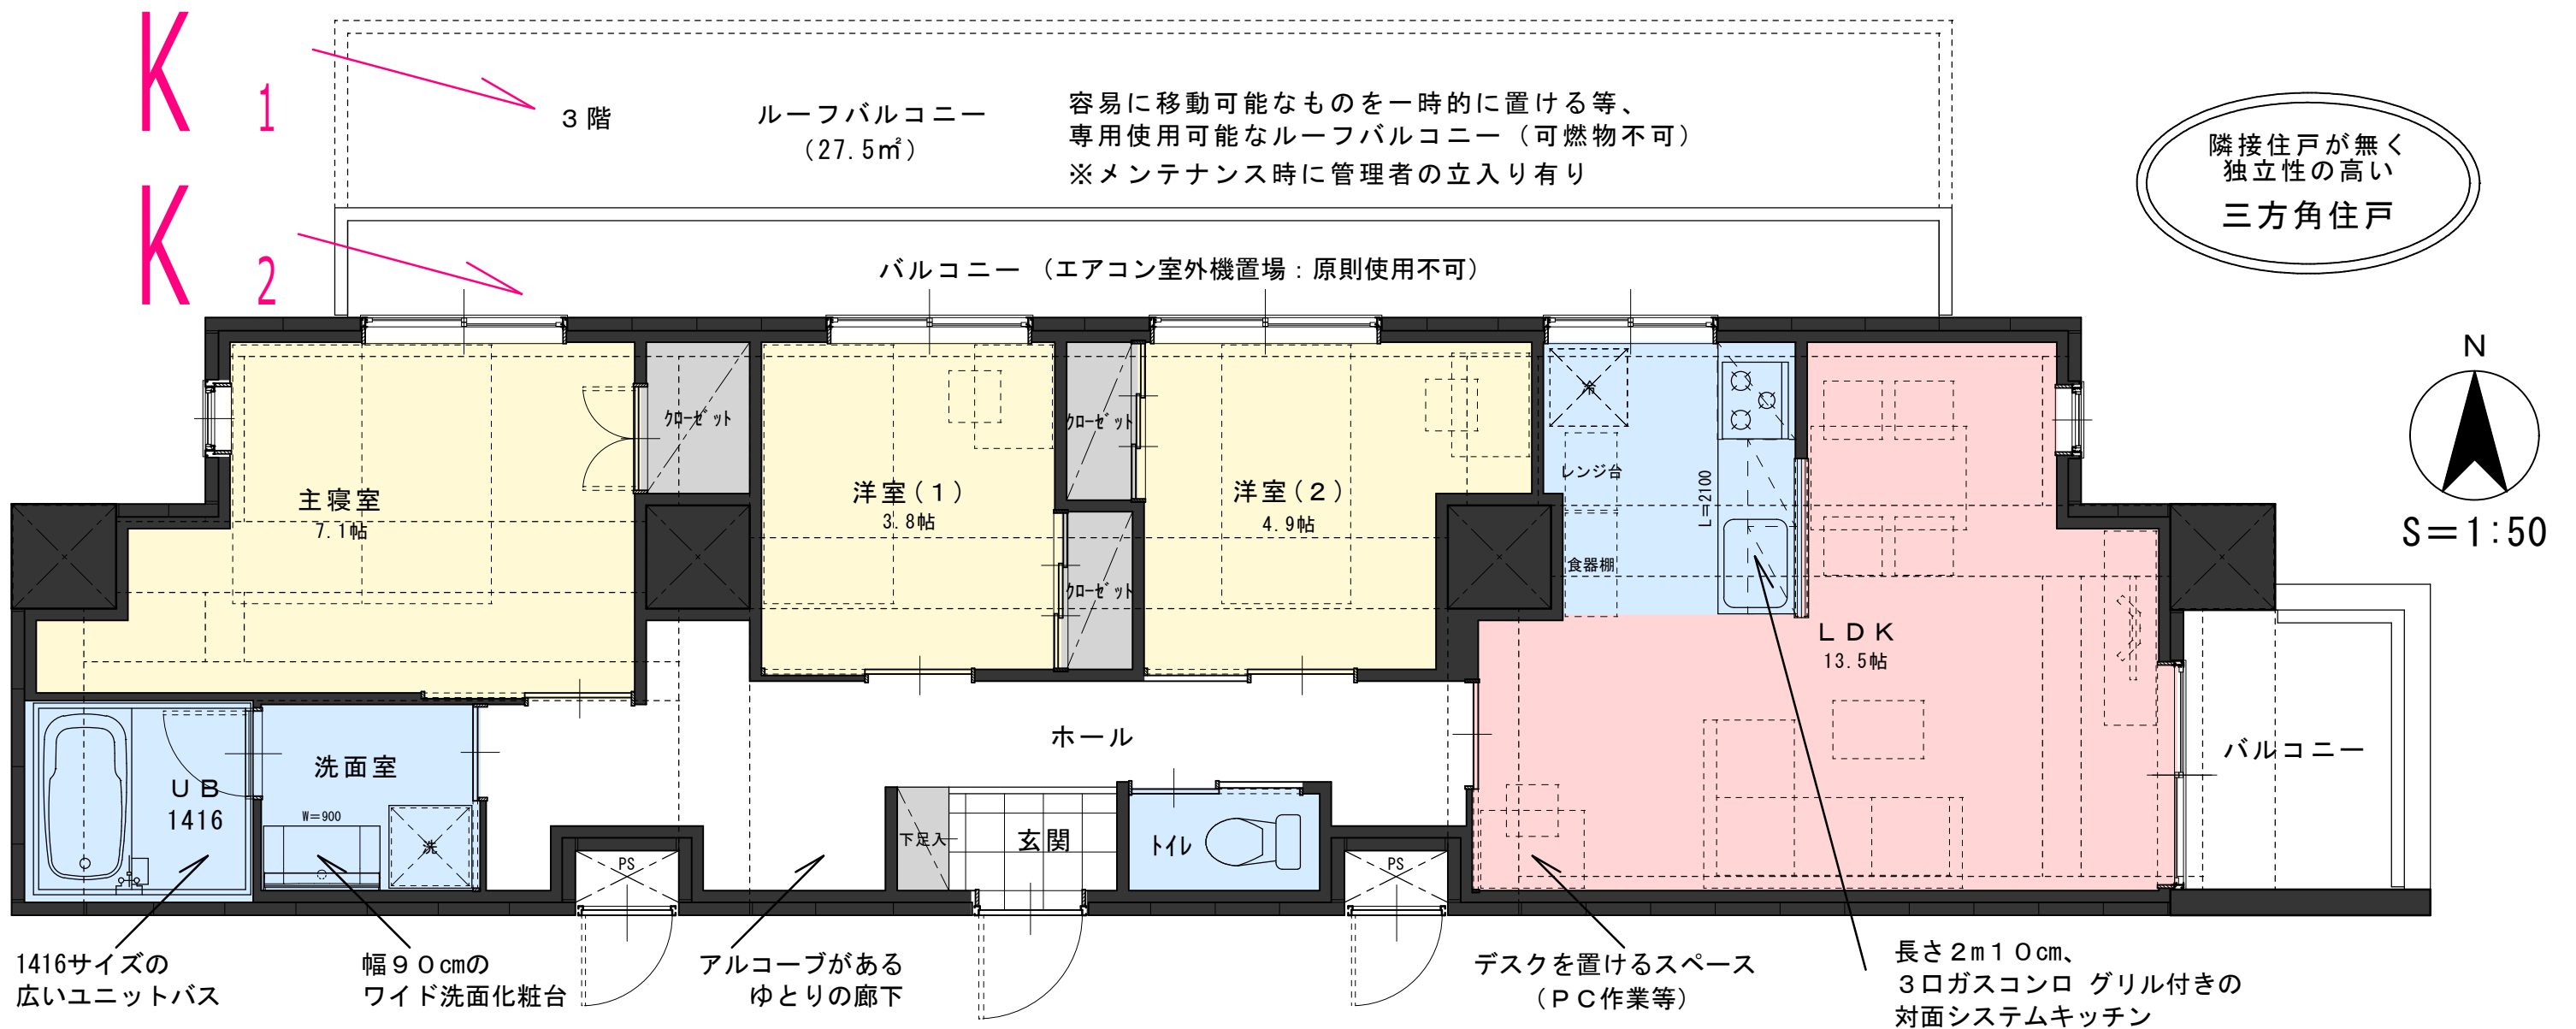 K1
K2
3階
ルーフバルコニー
(27.5㎡)
容易に移動可能なものを一時的に置ける等、
専用使用可能なルーフバルコニー（可燃物不可）
※メンテナンス時に管理者の立入り有り
隣接住戸が無く
独立性の高い
三方角住戸
バルコニー（エアコン室外機置場：原則使用不可）
N
S＝1:50
主寝室
7.1帖
クローゼット
洋室(1)
3.8帖
クローゼット
クローゼット
洋室(2)
4.9帖
冷
レンジ台
食器棚
L=2100
LDK
13.5帖
バルコニー
ホール
UB
1416
洗面室
W=900
洗
PS
下足入
玄関
トイレ
PS
1416サイズの
広いユニットバス
幅90㎝の
ワイド洗面化粧台
アルコーブがある
ゆとりの廊下
デスクを置けるスペース
（PC作業等）
長さ2m10㎝、
3口ガスコンロ グリル付きの
対面システムキッチン